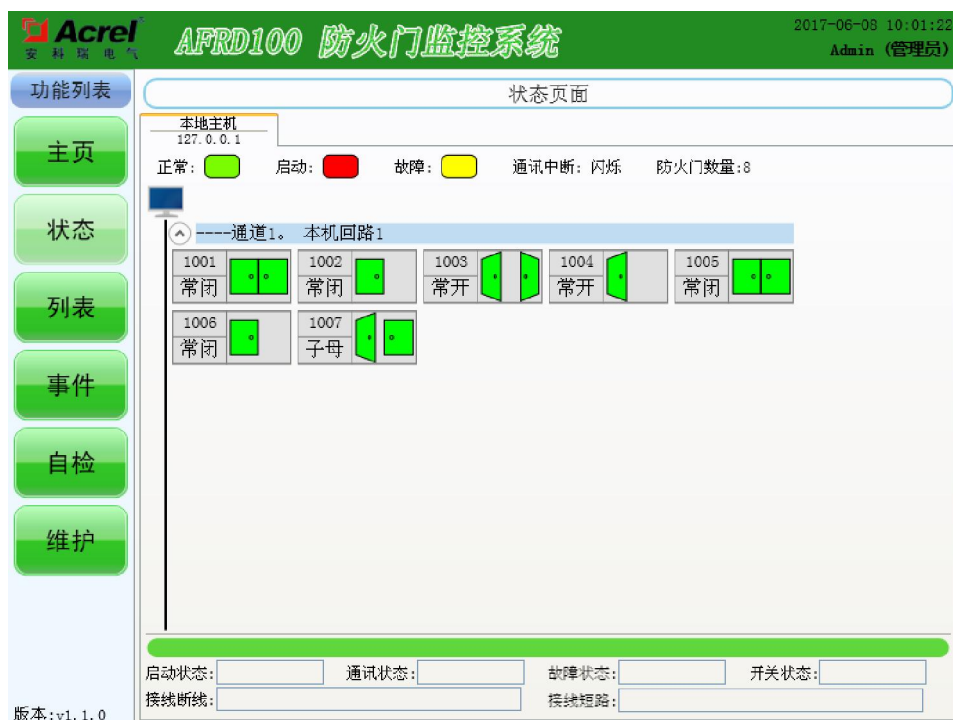 Acrel
安科瑞电气
AFRD100 防火门监控系统
2017-06-08 10:01:22
Admin (管理员)
功能列表
主页
状态
列表
事件
自检
维护
版本:v1.1.0
状态页面
本地主机
127.0.0.1
正常: 启动: 故障: 通讯中断: 闪烁 防火门数量:8
----通道1。 本机回路1
1001 1002 1003 1004 1005
常闭 常闭 常开 常开 常闭
1006 1007
常闭 子母
启动状态: 通讯状态: 故障状态: 开关状态:
接线断线: 接线短路: